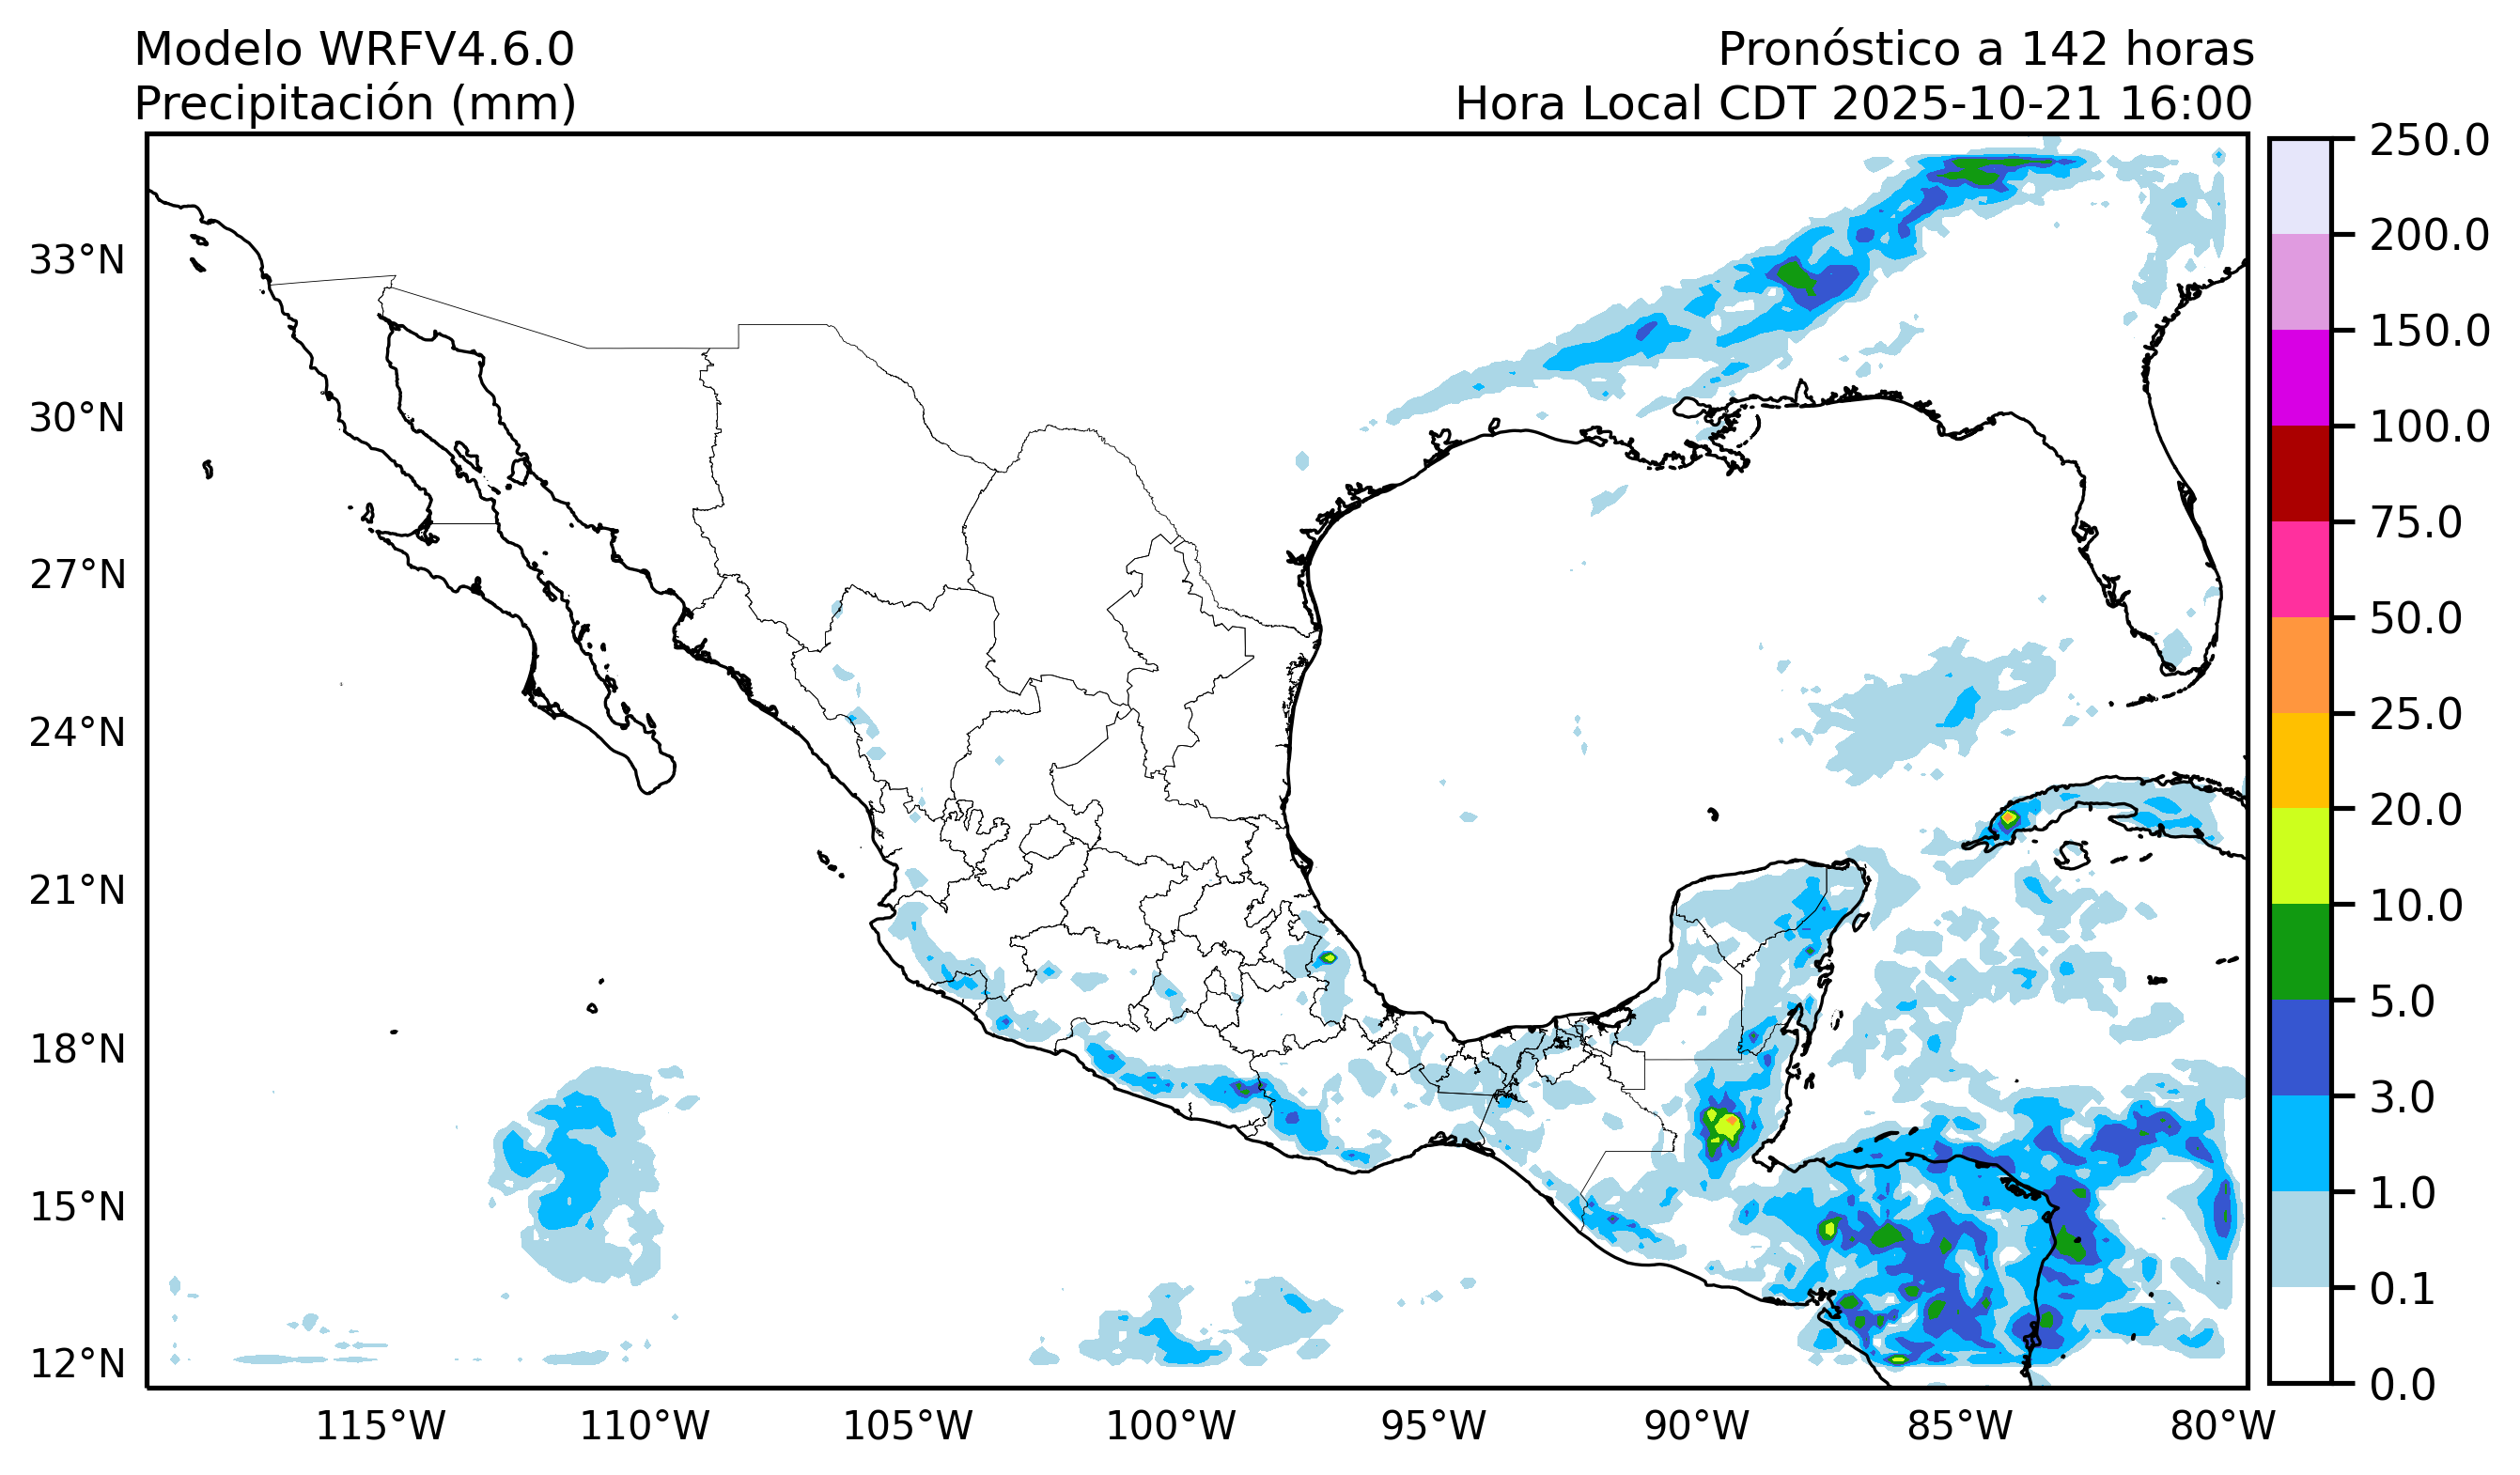 Modelo WRFV4.6.0
Precipitación (mm)
Pronóstico a 142 horas
Hora Local CDT 2025-10-21 16:00
33°N
30°N
27°N
24°N
21°N
18°N
15°N
12°N
115°W
110°W
105°W
100°W
95°W
90°W
85°W
80°W
250.0
200.0
150.0
100.0
75.0
50.0
25.0
20.0
10.0
5.0
3.0
1.0
0.1
0.0